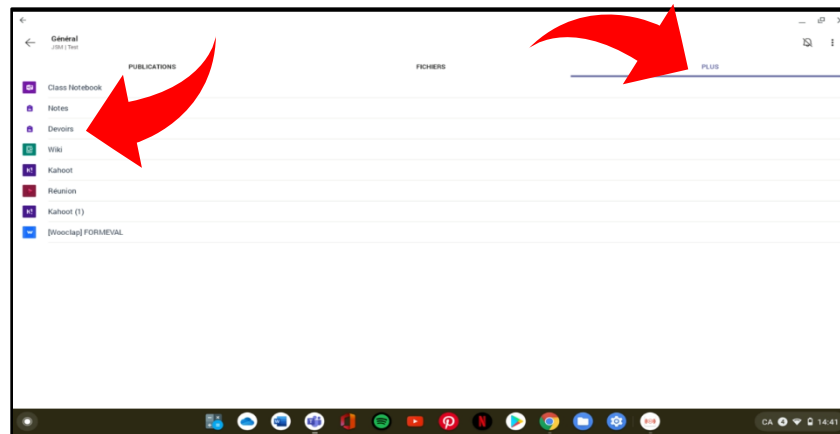 Général
JSM | Test
PUBLICATIONS
FICHIERS
PLUS
Class Notebook
Notes
Devoirs
Wiki
Kahoot
Réunion
Kahoot (1)
[Wooclap] FORMEVAL
CA
14:41